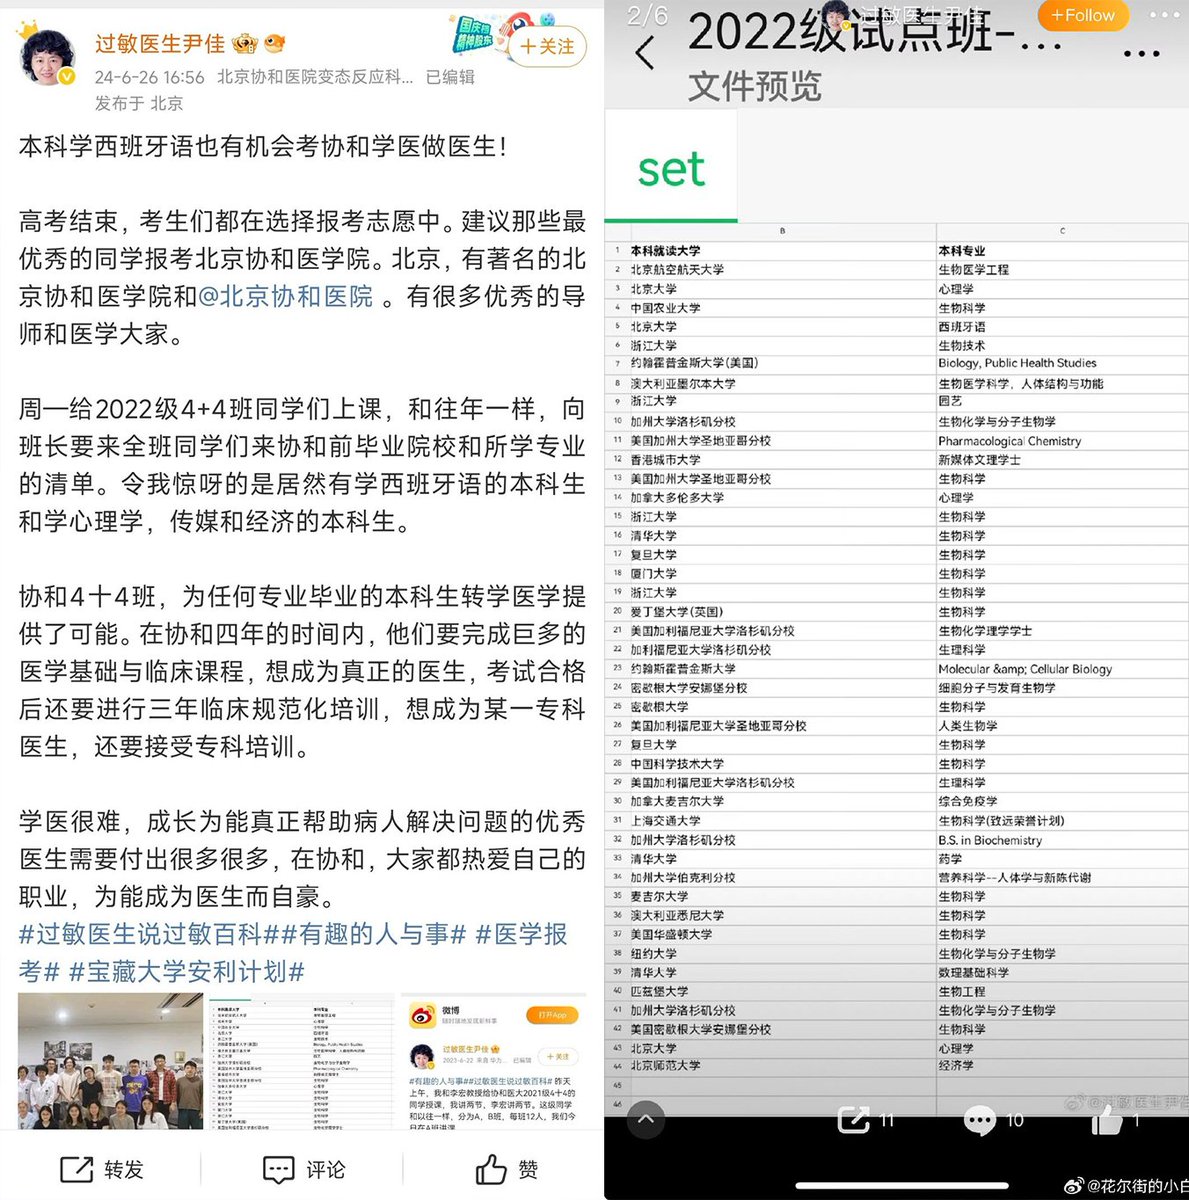 过敏医生尹佳
国庆档
精神股东
+关注
24-6-26 16:56 北京协和医院变态反应科... 已编辑
发布于 北京
本科学西班牙语也有机会考协和学医做医生！
高考结束，考生们都在选择报考志愿中。建议那些最
优秀的同学报考北京协和医学院。北京，有著名的北
京协和医学院和@北京协和医院 。有很多优秀的导
师和医学大家。
周一给2022级4+4班同学们上课，和往年一样，向
班长要来全班同学们来协和前毕业院校和所学专业
的清单。令我惊呀的是居然有学西班牙语的本科生
和学心理学，传媒和经济的本科生。
协和4十4班，为任何专业毕业的本科生转学医学提
供了可能。在协和四年的时间内，他们要完成巨多的
医学基础与临床课程，想成为真正的医生，考试合格
后还要进行三年临床规范化培训，想成为某一专科
医生，还要接受专科培训。
学医很难，成长为能真正帮助病人解决问题的优秀
医生需要付出很多很多，在协和，大家都热爱自己的
职业，为能成为医生而自豪。
#过敏医生说过敏百科##有趣的人与事# #医学报
考# #宝藏大学安利计划#
微博
随时随地发现新鲜事
打开App
过敏医生尹佳
+关注
#有趣的人与事##过敏医生说过敏百科# 昨天
上午，我和李宏教授给协和医大2021级4十4的
同学授课，我讲两节，李宏讲两节。这级同学
和以往一样，分为A，B班，每班12人，我们今
日在A班讲课
转发
评论
赞
2/6
过敏医生尹佳
+Follow
2022级试点班-...
文件预览
set
B C
1 本科就读大学 本科专业
2 北京航空航天大学 生物医学工程
3 北京大学 心理学
4 中国农业大学 生物科学
5 北京大学 西班牙语
6 浙江大学 生物技术
7 约翰霍普金斯大学(美国) Biology, Public Health Studies
8 澳大利亚墨尔本大学 生物医学科学，人体结构与功能
9 浙江大学 园艺
10 加州大学洛杉矶分校 生物化学与分子生物学
11 美国加州大学圣地亚哥分校 Pharmacological Chemistry
12 香港城市大学 新媒体文理学士
13 美国加州大学圣地亚哥分校 生物科学
14 加拿大多伦多大学 心理学
15 浙江大学 生物科学
16 清华大学 生物科学
17 复旦大学 生物科学
18 厦门大学 生物科学
19 浙江大学 生物科学
20 爱丁堡大学(英国) 生物科学
21 美国加利福尼亚大学洛杉矶分校 生物化学理学学士
22 加利福尼亚大学洛杉矶分校 生理科学
23 约翰斯霍普金斯大学 Molecular &amp; Cellular Biology
24 密歇根大学安娜堡分校 细胞分子与发育生物学
25 密歇根大学 生物科学
26 美国加利福尼亚大学圣地亚哥分校 人类生物学
27 复旦大学 生物科学
28 中国科学技术大学 生物科学
29 美国加利福尼亚大学洛杉矶分校 生理科学
30 加拿大麦吉尔大学 综合免疫学
31 上海交通大学 生物科学(致远荣誉计划)
32 加州大学洛杉矶分校 B.S. in Biochemistry
33 清华大学 药学
34 加州大学伯克利分校 营养科学--人体学与新陈代谢
35 麦吉尔大学 生物科学
36 澳大利亚悉尼大学 生物科学
37 美国华盛顿大学 生物科学
38 纽约大学 生物化学与分子生物学
39 清华大学 数理基础科学
40 匹兹堡大学 生物工程
41 加州大学洛杉矶分校 生物化学与分子生物学
42 美国密歇根大学安娜堡分校 生物科学
43 北京大学 心理学
44 北京师范大学 经济学
45
46
@过敏医生尹佳
11 10 1
@花尔街的小白